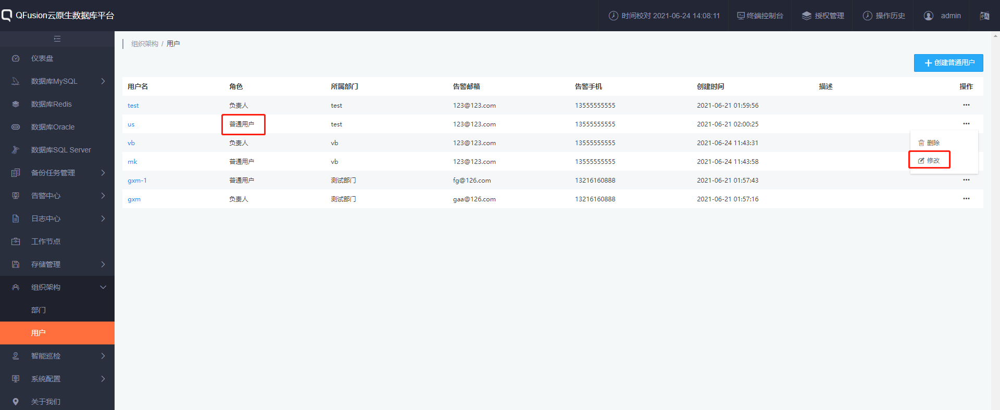 QFusion云原生数据库平台
时间校对 2021-06-24 14:08:11
终端控制台
授权管理
操作历史
admin
仪表盘
数据库MySQL
数据库Redis
数据库Oracle
数据库SQL Server
备份任务管理
告警中心
日志中心
工作节点
存储管理
组织架构
部门
用户
智能巡检
系统配置
关于我们
组织架构 / 用户
创建普通用户
用户名 角色 所属部门 告警邮箱 告警手机 创建时间 描述 操作
test 负责人 test 123@123.com 13555555555 2021-06-21 01:59:56 •••
us 普通用户 test 123@123.com 13555555555 2021-06-21 02:00:25 •••
vb 负责人 vb 123@123.com 13555555555 2021-06-24 11:43:31
删除
mk 普通用户 vb 123@123.com 13555555555 2021-06-24 11:43:58
修改
gxm-1 普通用户 测试部门 fg@126.com 13216160888 2021-06-21 01:57:43 •••
gxm 负责人 测试部门 gaa@126.com 13216160888 2021-06-21 01:57:16 •••